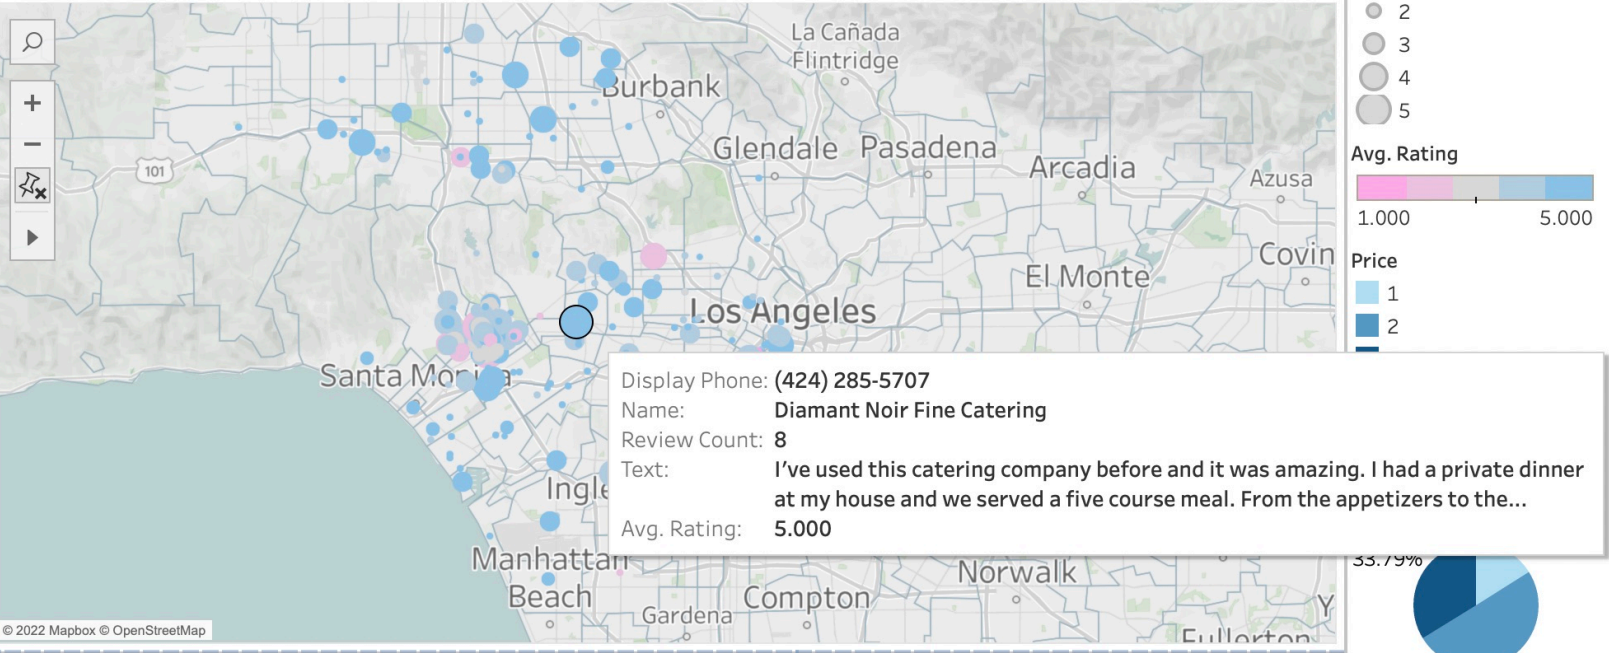 La Cañada
Flintridge
Burbank
Glendale
Pasadena
Arcadia
Azusa
101
Covin
El Monte
Los Angeles
Santa Monica
Display Phone: (424) 285-5707
Name: Diamant Noir Fine Catering
Review Count: 8
Text: I've used this catering company before and it was amazing. I had a private dinner
at my house and we served a five course meal. From the appetizers to the...
Avg. Rating: 5.000
Ingle
Manhattan
Beach
Gardena
Compton
Norwalk
Y
Fullerton
© 2022 Mapbox © OpenStreetMap
2
3
4
5
Avg. Rating
1.000 5.000
Price
1
2
33.79%